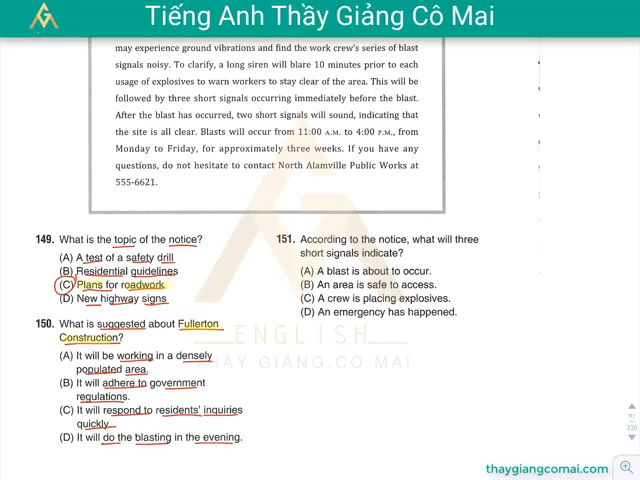 Tiếng Anh Thầy Giảng Cô Mai
may experience ground vibrations and find the work crew's series of blast
signals noisy. To clarify, a long siren will blare 10 minutes prior to each
usage of explosives to warn workers to stay clear of the area. This will be
followed by three short signals occurring immediately before the blast.
After the blast has occurred, two short signals will sound, indicating that
the site is all clear. Blasts will occur from 11:00 A.M. to 4:00 P.M., from
Monday to Friday, for approximately three weeks. If you have any
questions, do not hesitate to contact North Alamville Public Works at
555-6621.
149. What is the topic of the notice?
(A) A test of a safety drill
(B) Residential guidelines
(C) Plans for roadwork
(D) New highway signs
150. What is suggested about Fullerton
Construction?
(A) It will be working in a densely
populated area.
(B) It will adhere to government
regulations.
(C) It will respond to residents' inquiries
quickly.
(D) It will do the blasting in the evening.
151. According to the notice, what will three
short signals indicate?
(A) A blast is about to occur.
(B) An area is safe to access.
(C) A crew is placing explosives.
(D) An emergency has happened.
ENGLISH
THẦY GIẢNG.CÔ MAI
91
220
thaygiangcomai.com